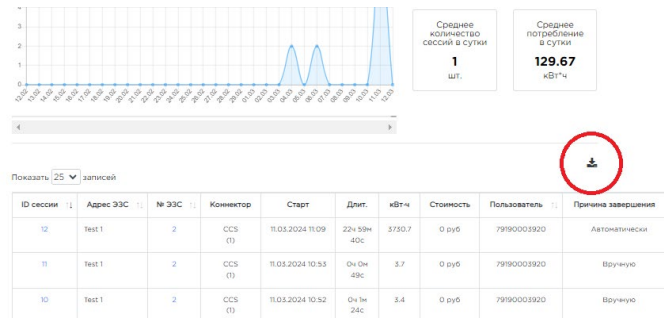 3
2
1
0
12.02 13.02 14.02 15.02 16.02 17.02 18.02 19.02 20.02 21.02 22.02 23.02 24.02 25.02 26.02 27.02 28.02 29.02 01.03 02.03 03.03 04.03 05.03 06.03 07.03 08.03 09.03 10.03 11.03 12.03
Среднее
количество
сессий в сутки
1
шт.
Среднее
потребление
в сутки
129.67
кВт*ч
Показать 25 записей
ID сессии Адрес ЭЗС № ЭЗС Коннектор Старт Длит. кВт-ч Стоимость Пользователь Причина завершения
12 Test 1 2 CCS (1) 11.03.2024 11:09 22ч 59м 40с 3730.7 0 руб 79190003920 Автоматически
11 Test 1 2 CCS (1) 11.03.2024 10:53 0ч 0м 49с 3.7 0 руб 79190003920 Вручную
10 Test 1 2 CCS (1) 11.03.2024 10:52 0ч 1м 24с 3.4 0 руб 79190003920 Вручную